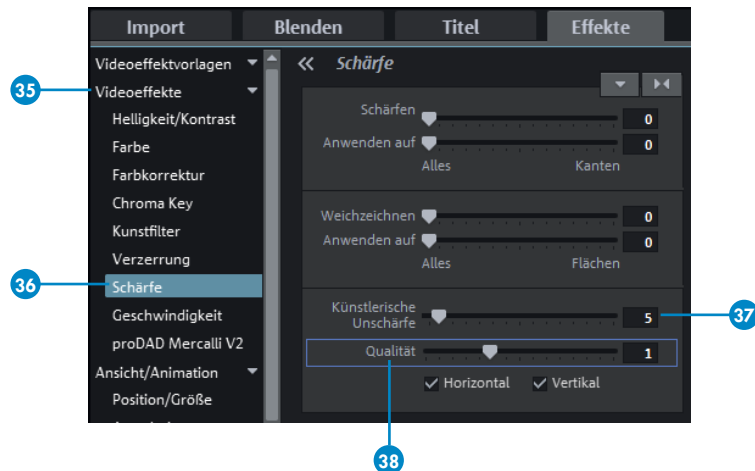 Import Blenden Titel Effekte
Videoeffektvorlagen
35 Videoeffekte
Helligkeit/Kontrast
Farbe
Farbkorrektur
Chroma Key
Kunstfilter
Verzerrung
36 Schärfe
Geschwindigkeit
proDAD Mercalli V2
Ansicht/Animation
Position/Größe
Schärfe
Schärfen 0
Anwenden auf 0
Alles Kanten
Weichzeichnen 0
Anwenden auf 0
Alles Flächen
Künstlerische
Unschärfe 5 37
Qualität 1
Horizontal Vertikal
38